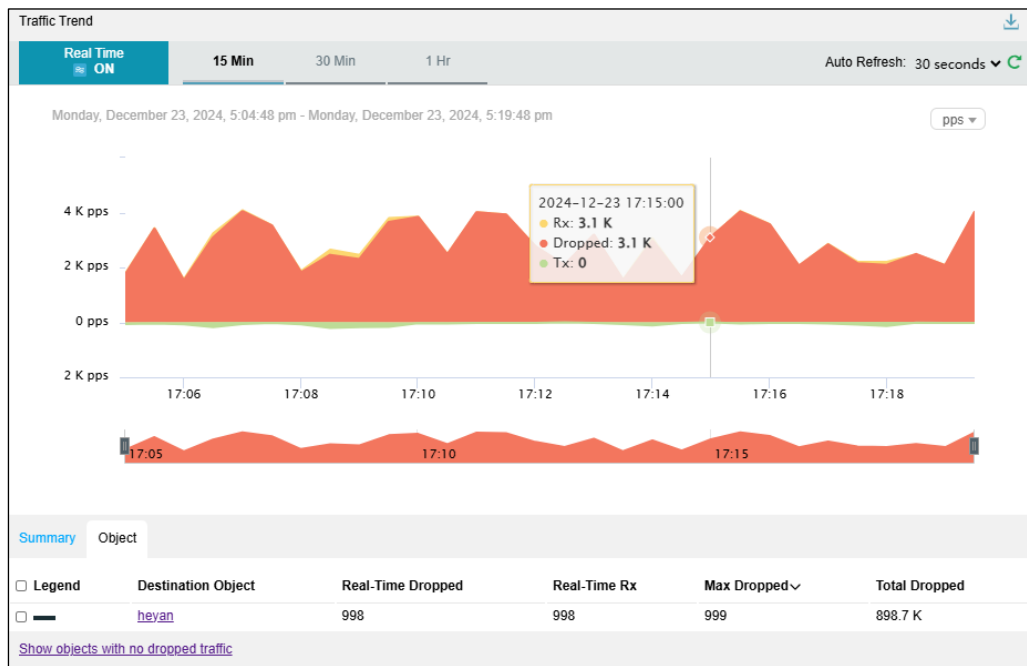 Traffic Trend
Real Time
ON
15 Min
30 Min
1 Hr
Auto Refresh: 30 seconds
Monday, December 23, 2024, 5:04:48 pm - Monday, December 23, 2024, 5:19:48 pm
pps
4 K pps
2 K pps
0 pps
2 K pps
2024-12-23 17:15:00
Rx: 3.1 K
Dropped: 3.1 K
Tx: 0
17:06 17:08 17:10 17:12 17:14 17:16 17:18
17:05 17:10 17:15
Summary Object
Legend Destination Object Real-Time Dropped Real-Time Rx Max Dropped Total Dropped
heyan 998 998 999 898.7 K
Show objects with no dropped traffic